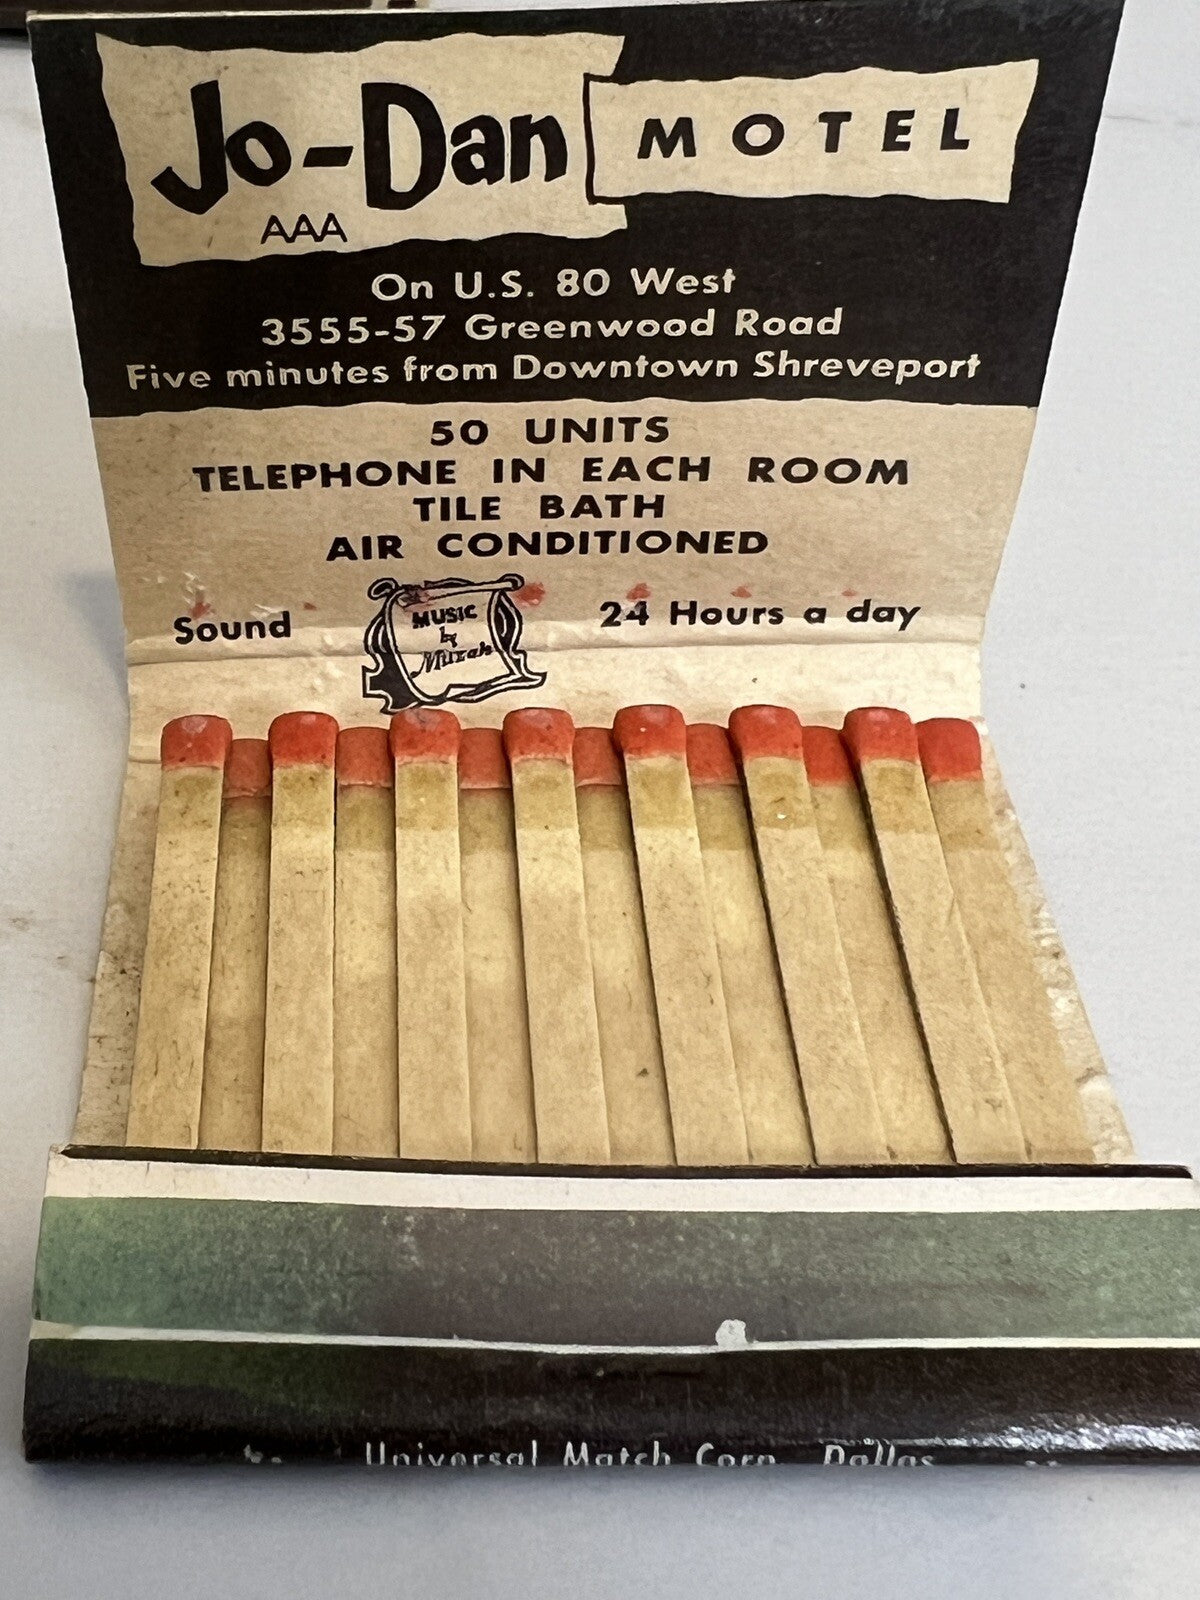 Jo-Dan MOTEL
AAA
On U.S. 80 West
3555-57 Greenwood Road
Five minutes from Downtown Shreveport
50 UNITS
TELEPHONE IN EACH ROOM
TILE BATH
AIR CONDITIONED
Sound
MUSIC
by
Muzak
24 Hours a day
Universal Match Corp. Dallas